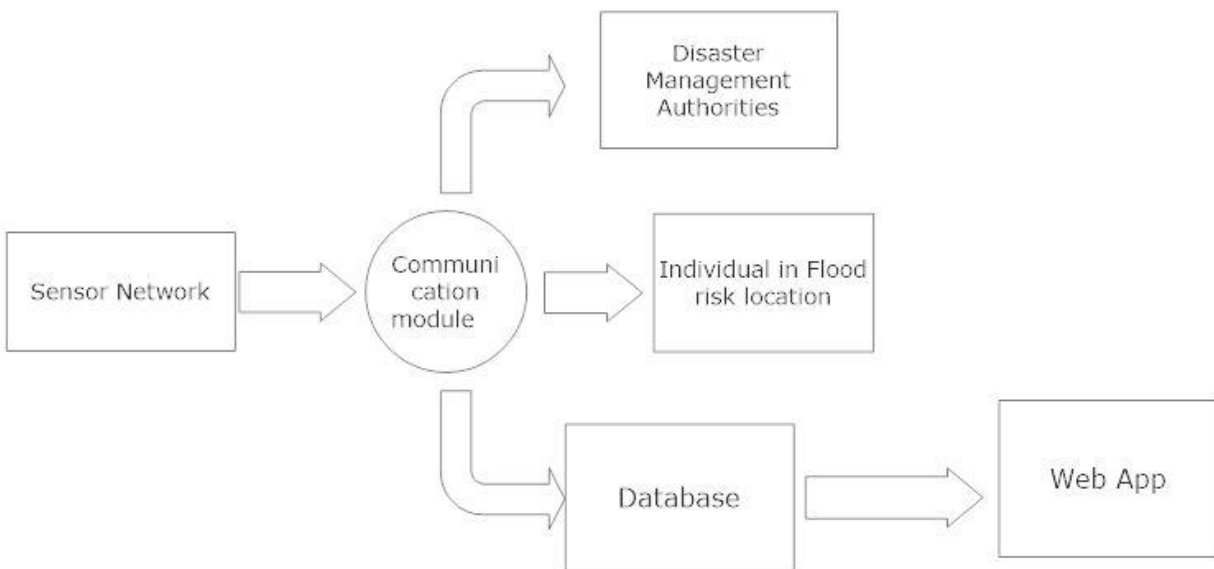 Disaster
Management
Authorities
Sensor Network
Communi
cation
module
Individual in Flood
risk location
Database
Web App